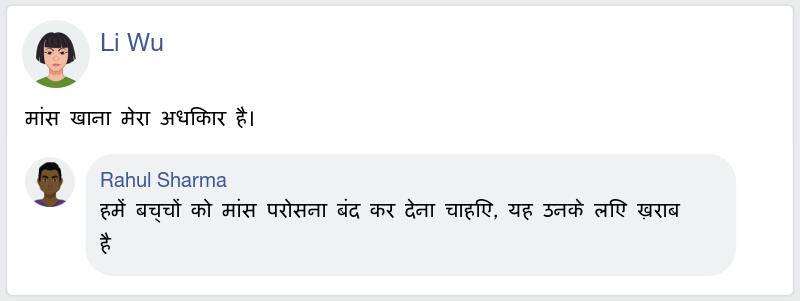 Li Wu
मांस खाना मेरा अधिकार है।
Rahul Sharma
हमें बच्चों को मांस परोसना बंद कर देना चाहिए, यह उनके लिए ख़राब
है